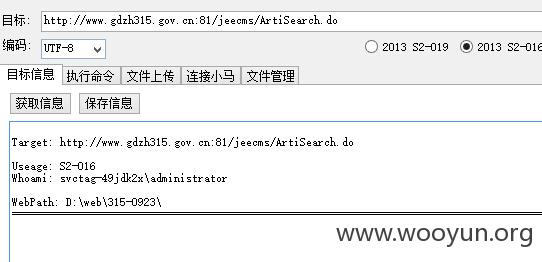 目标: http://www.gdzh315.gov.cn:81/jeecms/ArtiSearch.do
编码: UTF-8 2013 S2-019 2013 S2-016
目标信息 执行命令 文件上传 连接小马 文件管理
获取信息 保存信息
Target: http://www.gdzh315.gov.cn:81/jeecms/ArtiSearch.do
Useage: S2-016
Whoami: svctag-49jdk2x\administrator
WebPath: D:\web\315-0923\
www.wooyun.org